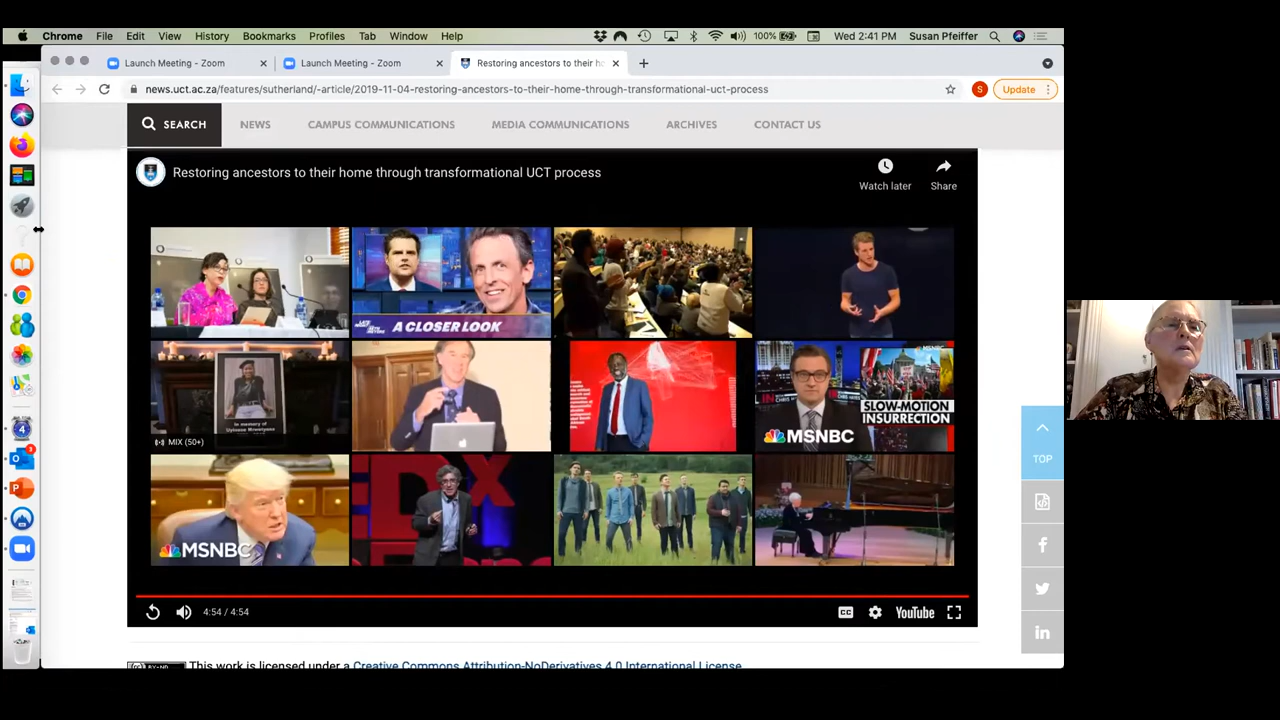 Chrome File Edit View History Bookmarks Profiles Tab Window Help 100% Wed 2:41 PM Susan Pfeiffer
Launch Meeting - Zoom Launch Meeting - Zoom Restoring ancestors to their h
news.uct.ac.za/features/sutherland/-article/2019-11-04-restoring-ancestors-to-their-home-through-transformational-uct-process S Update
SEARCH NEWS CAMPUS COMMUNICATIONS MEDIA COMMUNICATIONS ARCHIVES CONTACT US
Restoring ancestors to their home through transformational UCT process
Watch later Share
A CLOSER LOOK
In memory of
MIX (50+)
MSNBC
SLOW-MOTION
INSURRECTION
MSNBC
TOP
4:54 / 4:54 CC YouTube
This work is licensed under a Creative Commons Attribution-NoDerivatives 4.0 International License